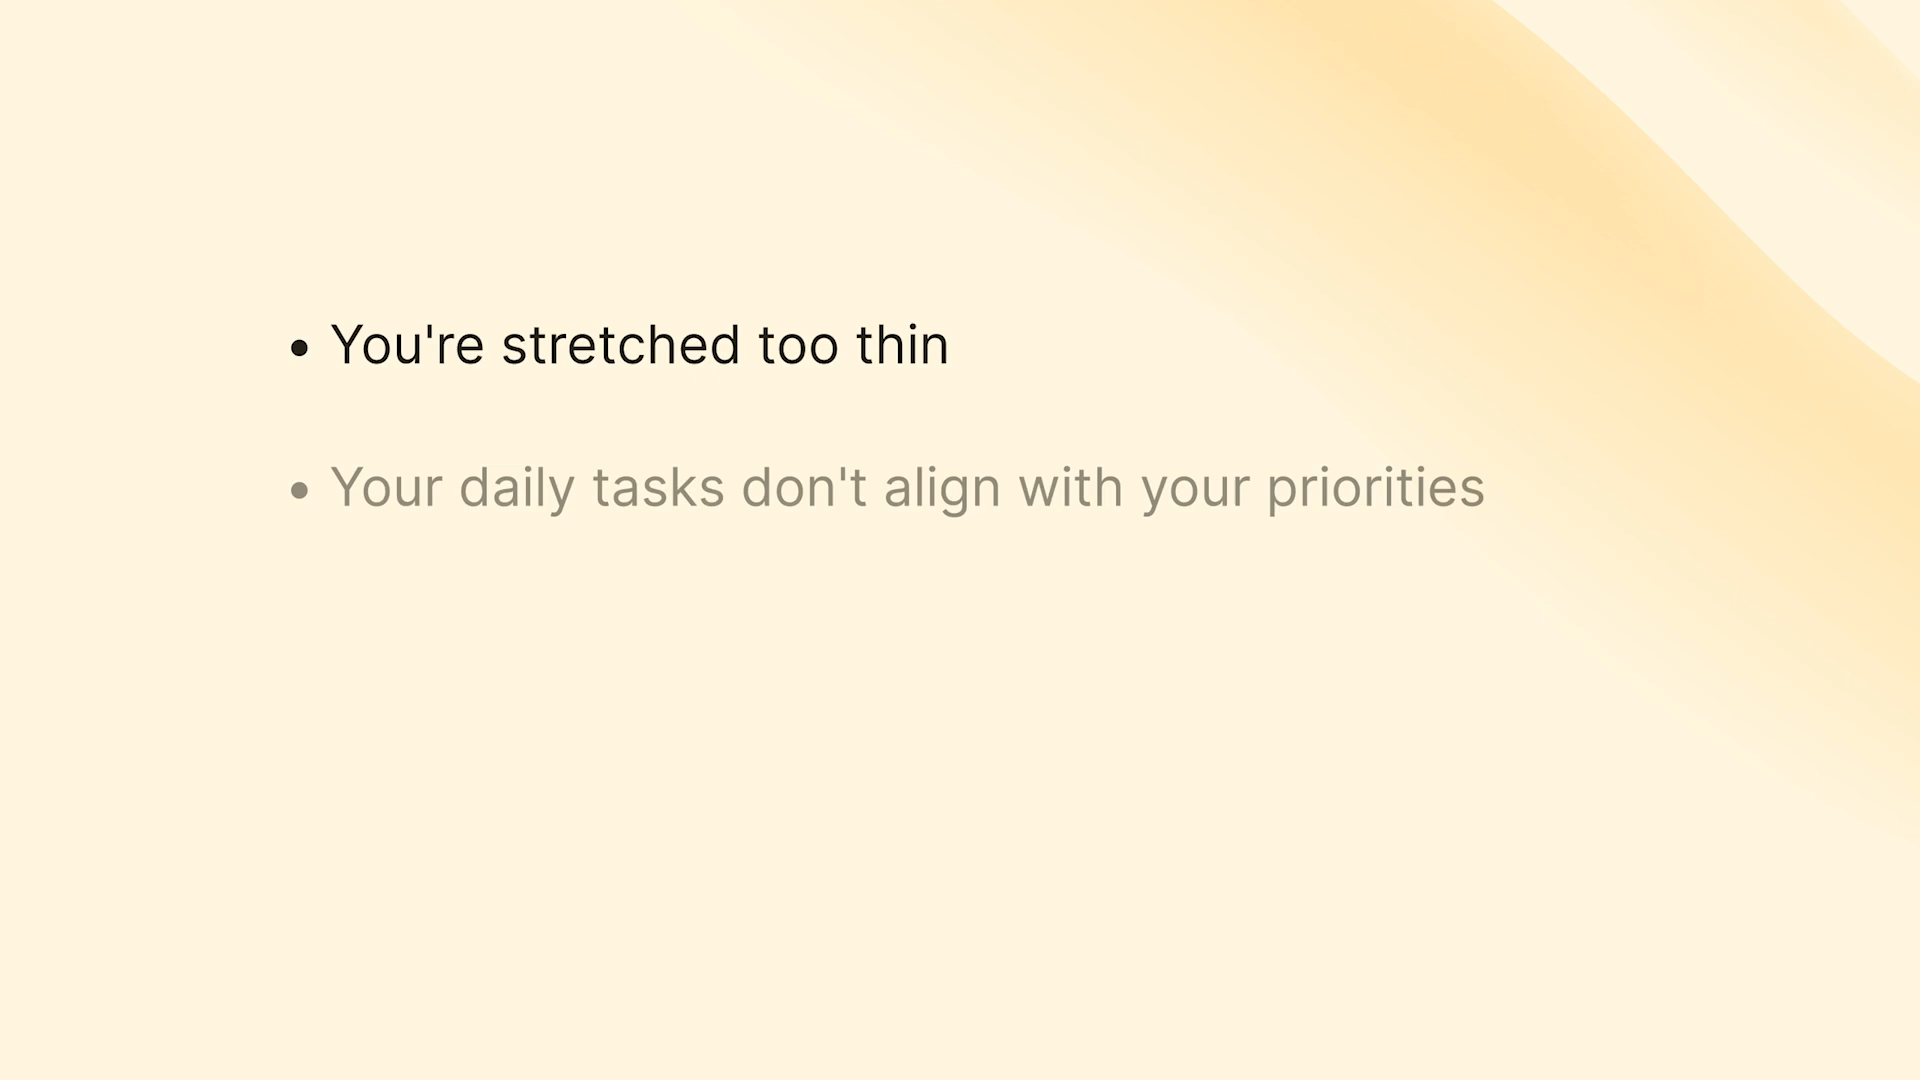 • You're stretched too thin
• Your daily tasks don't align with your priorities